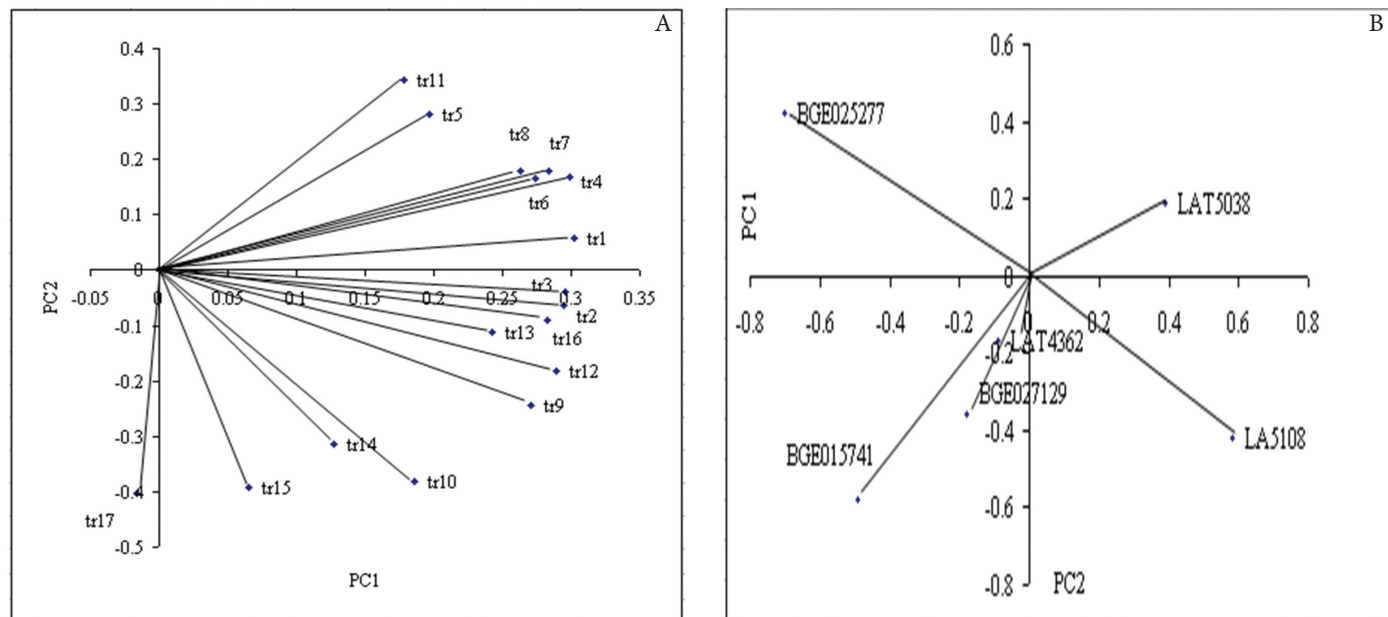 A
0.4
tr11
0.3
tr5
tr8 tr7
0.2
tr4
tr6
0.1
tr1
0
tr3
-0.05 0 0.05 0.1 0.15 0.2 0.25 0.3 0.35
PC2
tr2
-0.1
tr13 tr16
tr12
-0.2
tr9
-0.3
tr14
tr10
-0.4
tr15
tr17
-0.5
PC1
B
0.6
BGE025277
0.4
PC 1
0.2
LAT5038
0
-0.8 -0.6 -0.4 -0.2 0 0.2 0.4 0.6 0.8
-0.2
LAT4362
BGE027129
-0.4
LA5108
BGE015741
-0.6
-0.8
PC2